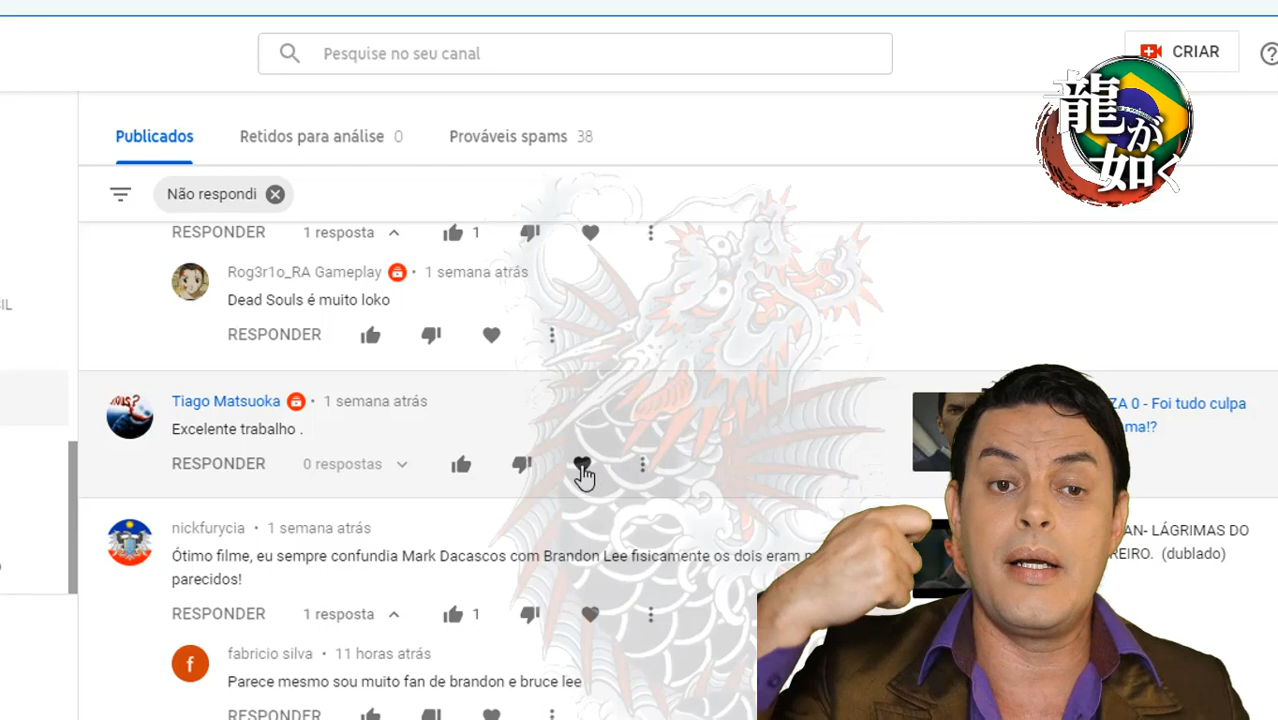 Pesquise no seu canal
CRIAR
龍が如く
Publicados
Retidos para análise 0
Prováveis spams 38
Não respondi
RESPONDER 1 resposta 1
Rog3r1o_RA Gameplay • 1 semana atrás
Dead Souls é muito loko
RESPONDER
Tiago Matsuoka • 1 semana atrás
Excelente trabalho .
RESPONDER 0 respostas
ZA 0 - Foi tudo culpa
ma!?
nickfurycia • 1 semana atrás
Ótimo filme, eu sempre confundia Mark Dacascos com Brandon Lee fisicamente os dois eram
parecidos!
RESPONDER 1 resposta 1
AN- LÁGRIMAS DO
REIRO. (dublado)
f
fabricio silva • 11 horas atrás
Parece mesmo sou muito fan de brandon e bruce lee
RESPONDER